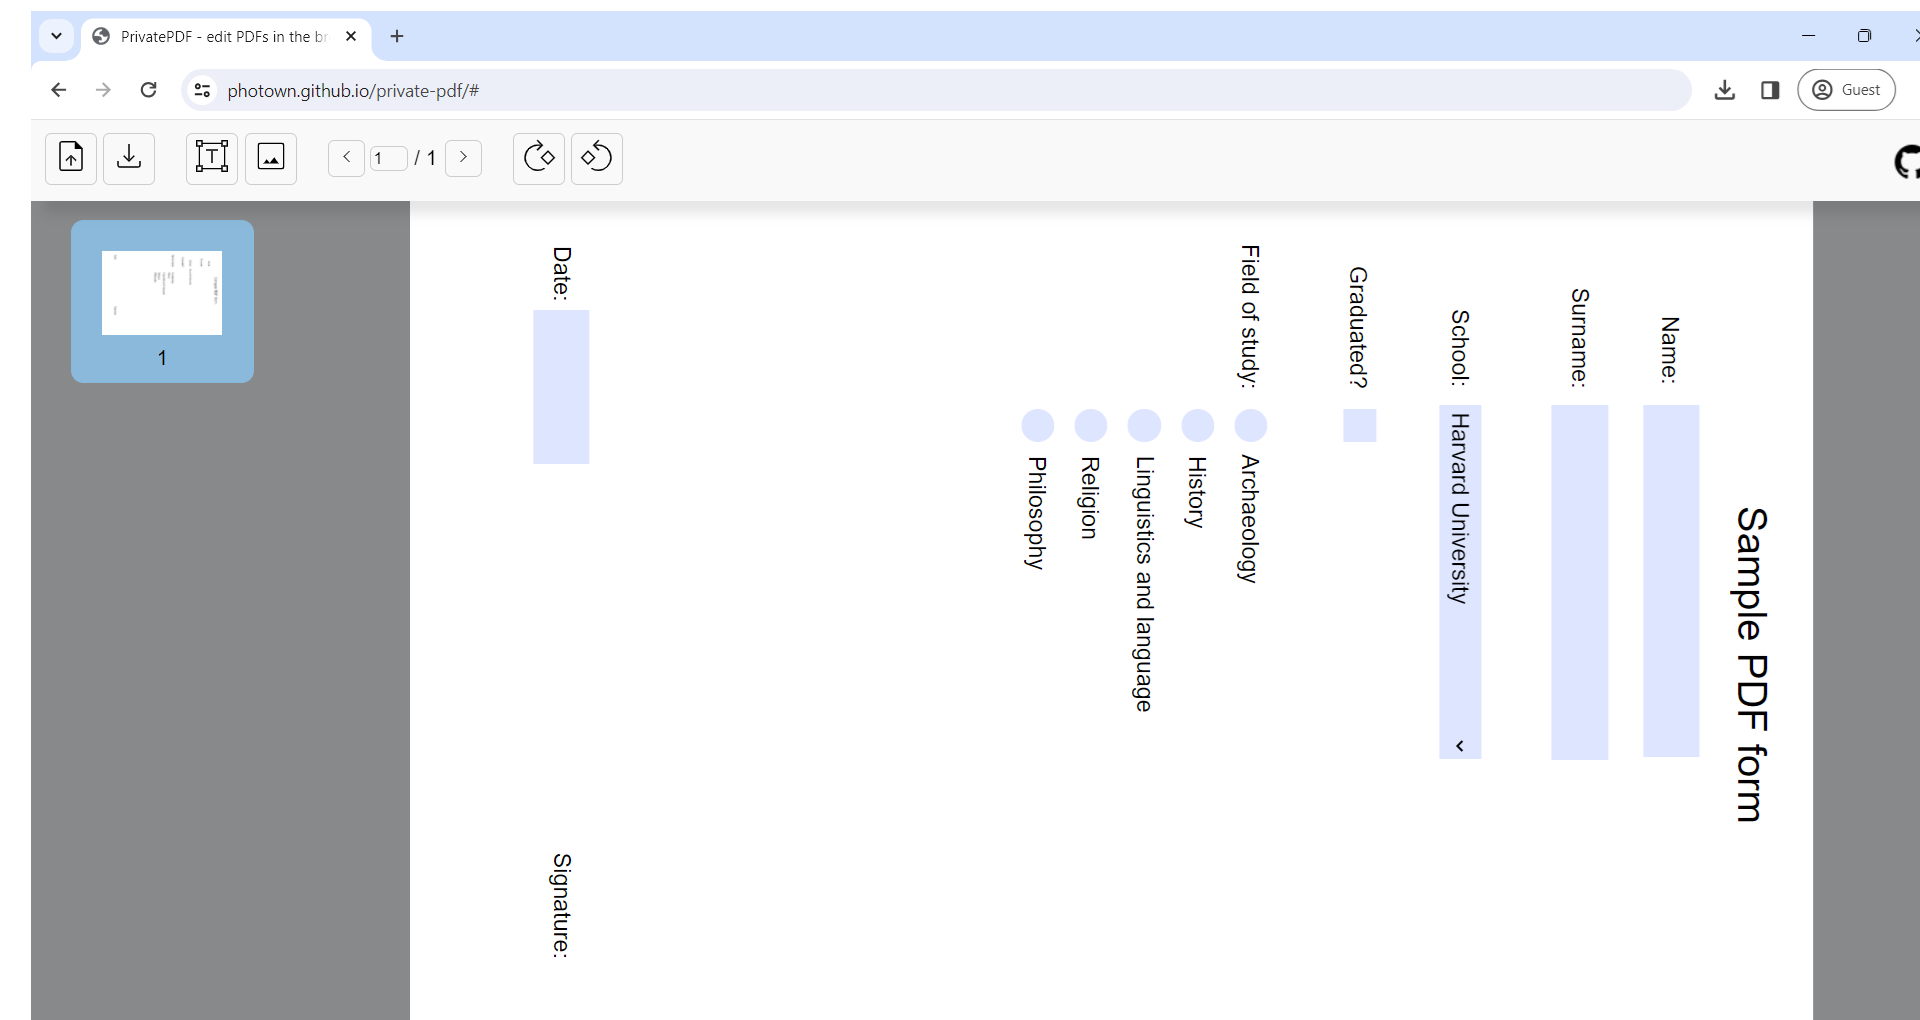 PrivatePDF - edit PDFs in the br
photown.github.io/private-pdf/#
Guest
T
1 / 1
1
Sample PDF form
Name:
Surname:
School: Harvard University
Graduated?
Field of study: Archaeology
History
Linguistics and language
Religion
Philosophy
Date:
Signature: